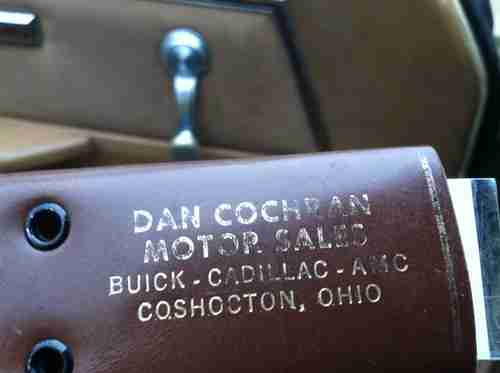 DAN COCHRAN
MOTOR SALES
BUICK - CADILLAC - AMC
COSHOCTON, OHIO